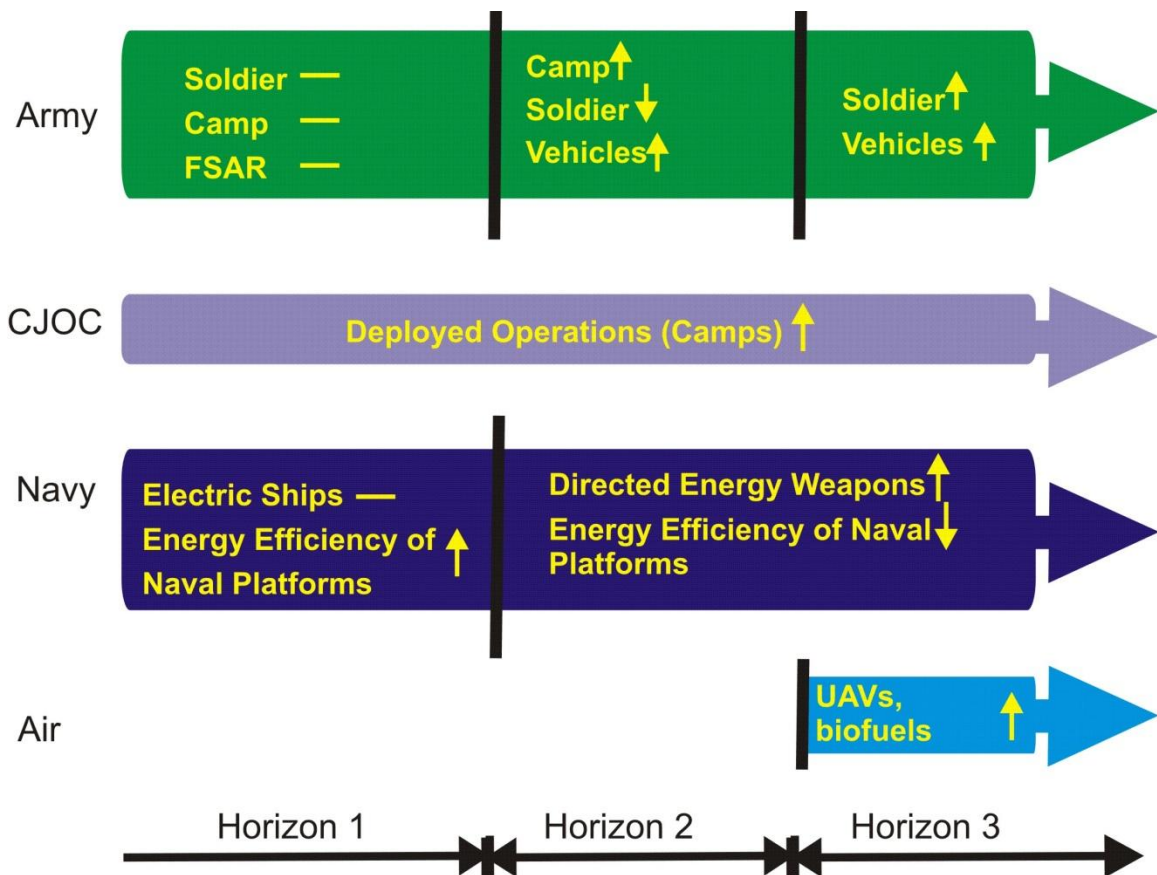 Army
Soldier
Camp
FSAR
Camp
Soldier
Vehicles
Soldier
Vehicles
CJOC
Deployed Operations (Camps)
Navy
Electric Ships
Energy Efficiency of
Naval Platforms
Directed Energy Weapons
Energy Efficiency of Naval
Platforms
Air
UAVs,
biofuels
Horizon 1
Horizon 2
Horizon 3